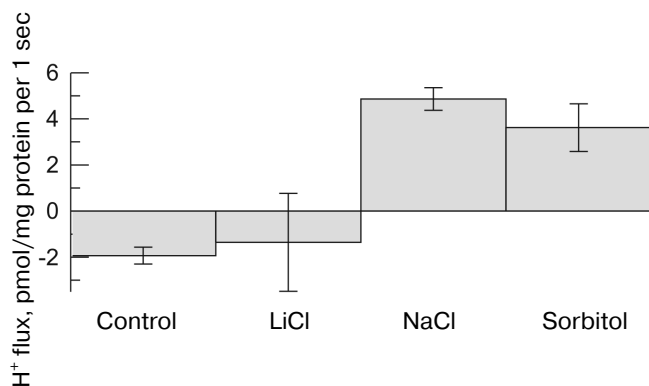 H⁺ flux, pmol/mg protein per 1 sec
6
4
2
0
-2
Control LiCl NaCl Sorbitol